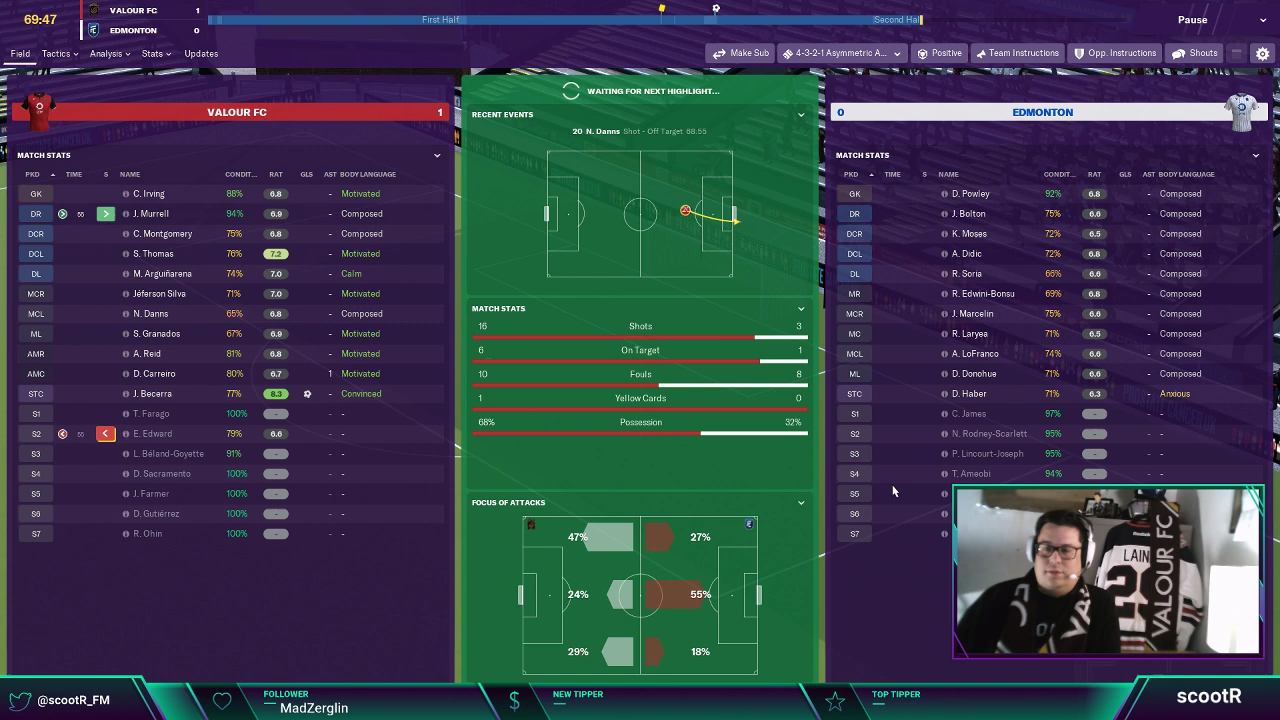 69:47
VALOUR FC 1
EDMONTON 0
First Half
Second Hal
Pause
Field Tactics Analysis Stats Updates
Make Sub 4-3-2-1 Asymmetric A... Positive Team Instructions Opp. Instructions Shouts
VALOUR FC 1
MATCH STATS
PKD TIME S NAME CONDIT... RAT GLS AST BODY LANGUAGE
GK C. Irving 88% 6.8 - Motivated
DR 55 J. Murrell 94% 6.9 - Composed
DCR C. Montgomery 75% 6.8 - Composed
DCL S. Thomas 76% 7.2 - Motivated
DL M. Arguiñarena 74% 7.0 - Calm
MCR Jéferson Silva 71% 7.0 - Motivated
MCL N. Danns 65% 6.8 - Composed
ML S. Granados 67% 6.9 - Motivated
AMR A. Reid 81% 6.8 - Motivated
AMC D. Carreiro 80% 6.7 1 Motivated
STC J. Becerra 77% 8.3 - Convinced
S1 T. Farago 100% - - -
S2 55 E. Edward 79% 6.6 - -
S3 L. Béland-Goyette 91% - - -
S4 D. Sacramento 100% - - -
S5 J. Farmer 100% - - -
S6 D. Gutiérrez 100% - - -
S7 R. Ohin 100% - - -
WAITING FOR NEXT HIGHLIGHT...
RECENT EVENTS
20 N. Danns Shot - Off Target 68:55
MATCH STATS
16 Shots 3
6 On Target 1
10 Fouls 8
1 Yellow Cards 0
68% Possession 32%
FOCUS OF ATTACKS
47% 27%
24% 55%
29% 18%
0 EDMONTON
MATCH STATS
PKD TIME S NAME CONDIT... RAT GLS AST BODY LANGUAGE
GK D. Powley 92% 6.8 - Composed
DR J. Bolton 75% 6.6 - Composed
DCR K. Moses 72% 6.5 - Composed
DCL A. Didic 72% 6.8 - Composed
DL R. Soria 66% 6.6 - Composed
MR R. Edwini-Bonsu 69% 6.8 - Composed
MCR J. Marcelin 75% 6.6 - Composed
MC R. Laryea 71% 6.5 - Composed
MCL A. LoFranco 74% 6.6 - Composed
ML D. Donohue 71% 6.6 - Composed
STC D. Haber 71% 6.3 - Anxious
S1 C. James 97% - - -
S2 N. Rodney-Scarlett 95% - - -
S3 P. Lincourt-Joseph 95% - - -
S4 T. Ameobi 94% - - -
S5
S6
S7
LAIN
VALOUR FC
@scootR_FM
FOLLOWER
MadZerglin
NEW TIPPER
TOP TIPPER
scootR